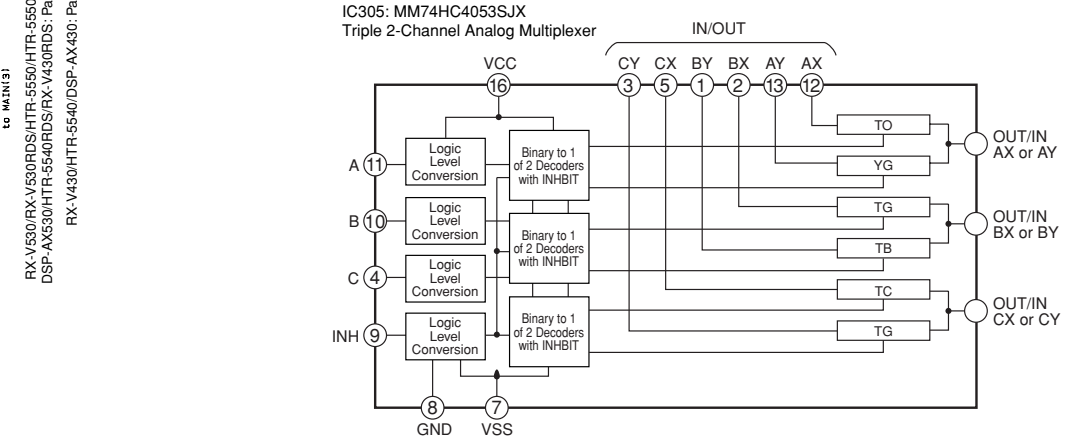 to MAIN(3)
RX-V530/RX-V530RDS/HTR-5550/HTR-5550
DSP-AX530/HTR-5540RDS/RX-V430RDS: Pa
RX-V430/HTR-5540/DSP-AX430: Pa
IC305: MM74HC4053SJX
Triple 2-Channel Analog Multiplexer
IN/OUT
VCC CY CX BY BX AY AX
16 3 5 1 2 13 12
TO
OUT/IN
AX or AY
A 11
Logic
Level
Conversion
Binary to 1
of 2 Decoders
with INHBIT
YG
B 10
Logic
Level
Conversion
TG
OUT/IN
BX or BY
Binary to 1
of 2 Decoders
with INHBIT
TB
C 4
Logic
Level
Conversion
TC
OUT/IN
CX or CY
INH 9
Logic
Level
Conversion
Binary to 1
of 2 Decoders
with INHBIT
TG
8 7
GND VSS